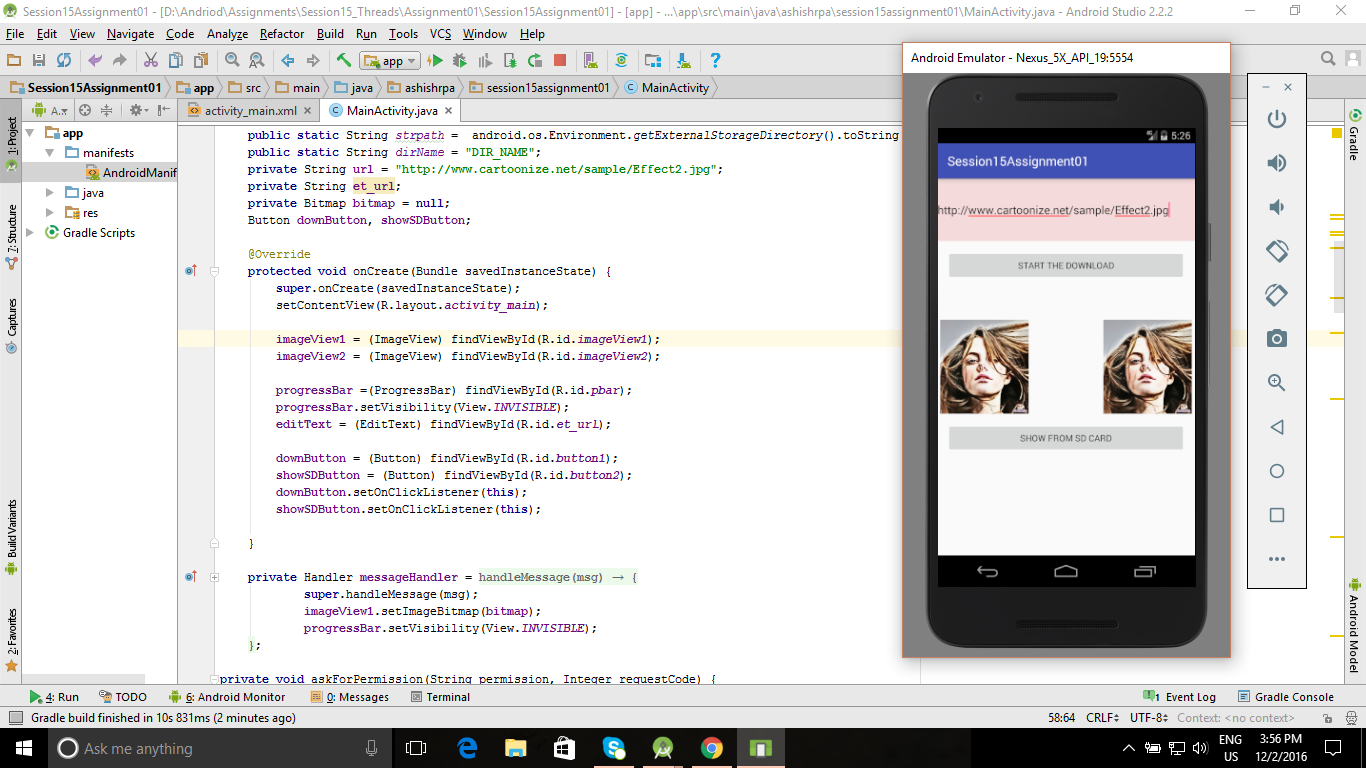 Session15Assignment01 - [D:\Andriod\Assignments\Session15_Threads\Assignment01\Session15Assignment01] - [app] - ...\app\src\main\java\ashishrpa\session15assignment01\MainActivity.java - Android Studio 2.2.2
File Edit View Navigate Code Analyze Refactor Build Run Tools VCS Window Help
app
Session15Assignment01 app src main java ashishrpa session15assignment01 MainActivity
1: Project
7: Structure
Captures
Build Variants
2: Favorites
A...
app
manifests
AndroidManif
java
res
Gradle Scripts
activity_main.xml MainActivity.java
public static String strpath = android.os.Environment.getExternalStorageDirectory().toString
public static String dirName = "DIR_NAME";
private String url = "http://www.cartoonize.net/sample/Effect2.jpg";
private String et_url;
private Bitmap bitmap = null;
Button downButton, showSDButton;
@Override
protected void onCreate(Bundle savedInstanceState) {
super.onCreate(savedInstanceState);
setContentView(R.layout.activity_main);
imageView1 = (ImageView) findViewById(R.id.imageView1);
imageView2 = (ImageView) findViewById(R.id.imageView2);
progressBar =(ProgressBar) findViewById(R.id.pbar);
progressBar.setVisibility(View.INVISIBLE);
editText = (EditText) findViewById(R.id.et_url);
downButton = (Button) findViewById(R.id.button1);
showSDButton = (Button) findViewById(R.id.button2);
downButton.setOnClickListener(this);
showSDButton.setOnClickListener(this);
}
private Handler messageHandler = handleMessage(msg) → {
super.handleMessage(msg);
imageView1.setImageBitmap(bitmap);
progressBar.setVisibility(View.INVISIBLE);
};
private void askForPermission(String permission, Integer requestCode) {
Android Emulator - Nexus_5X_API_19:5554
5:26
Session15Assignment01
http://www.cartoonize.net/sample/Effect2.jpg
START THE DOWNLOAD
SHOW FROM SD CARD
Gradle
Android Model
4: Run TODO 6: Android Monitor 0: Messages Terminal 1 Event Log Gradle Console
Gradle build finished in 10s 831ms (2 minutes ago) 58:64 CRLF UTF-8 Context: <no context>
Ask me anything
ENG
US
3:56 PM
12/2/2016